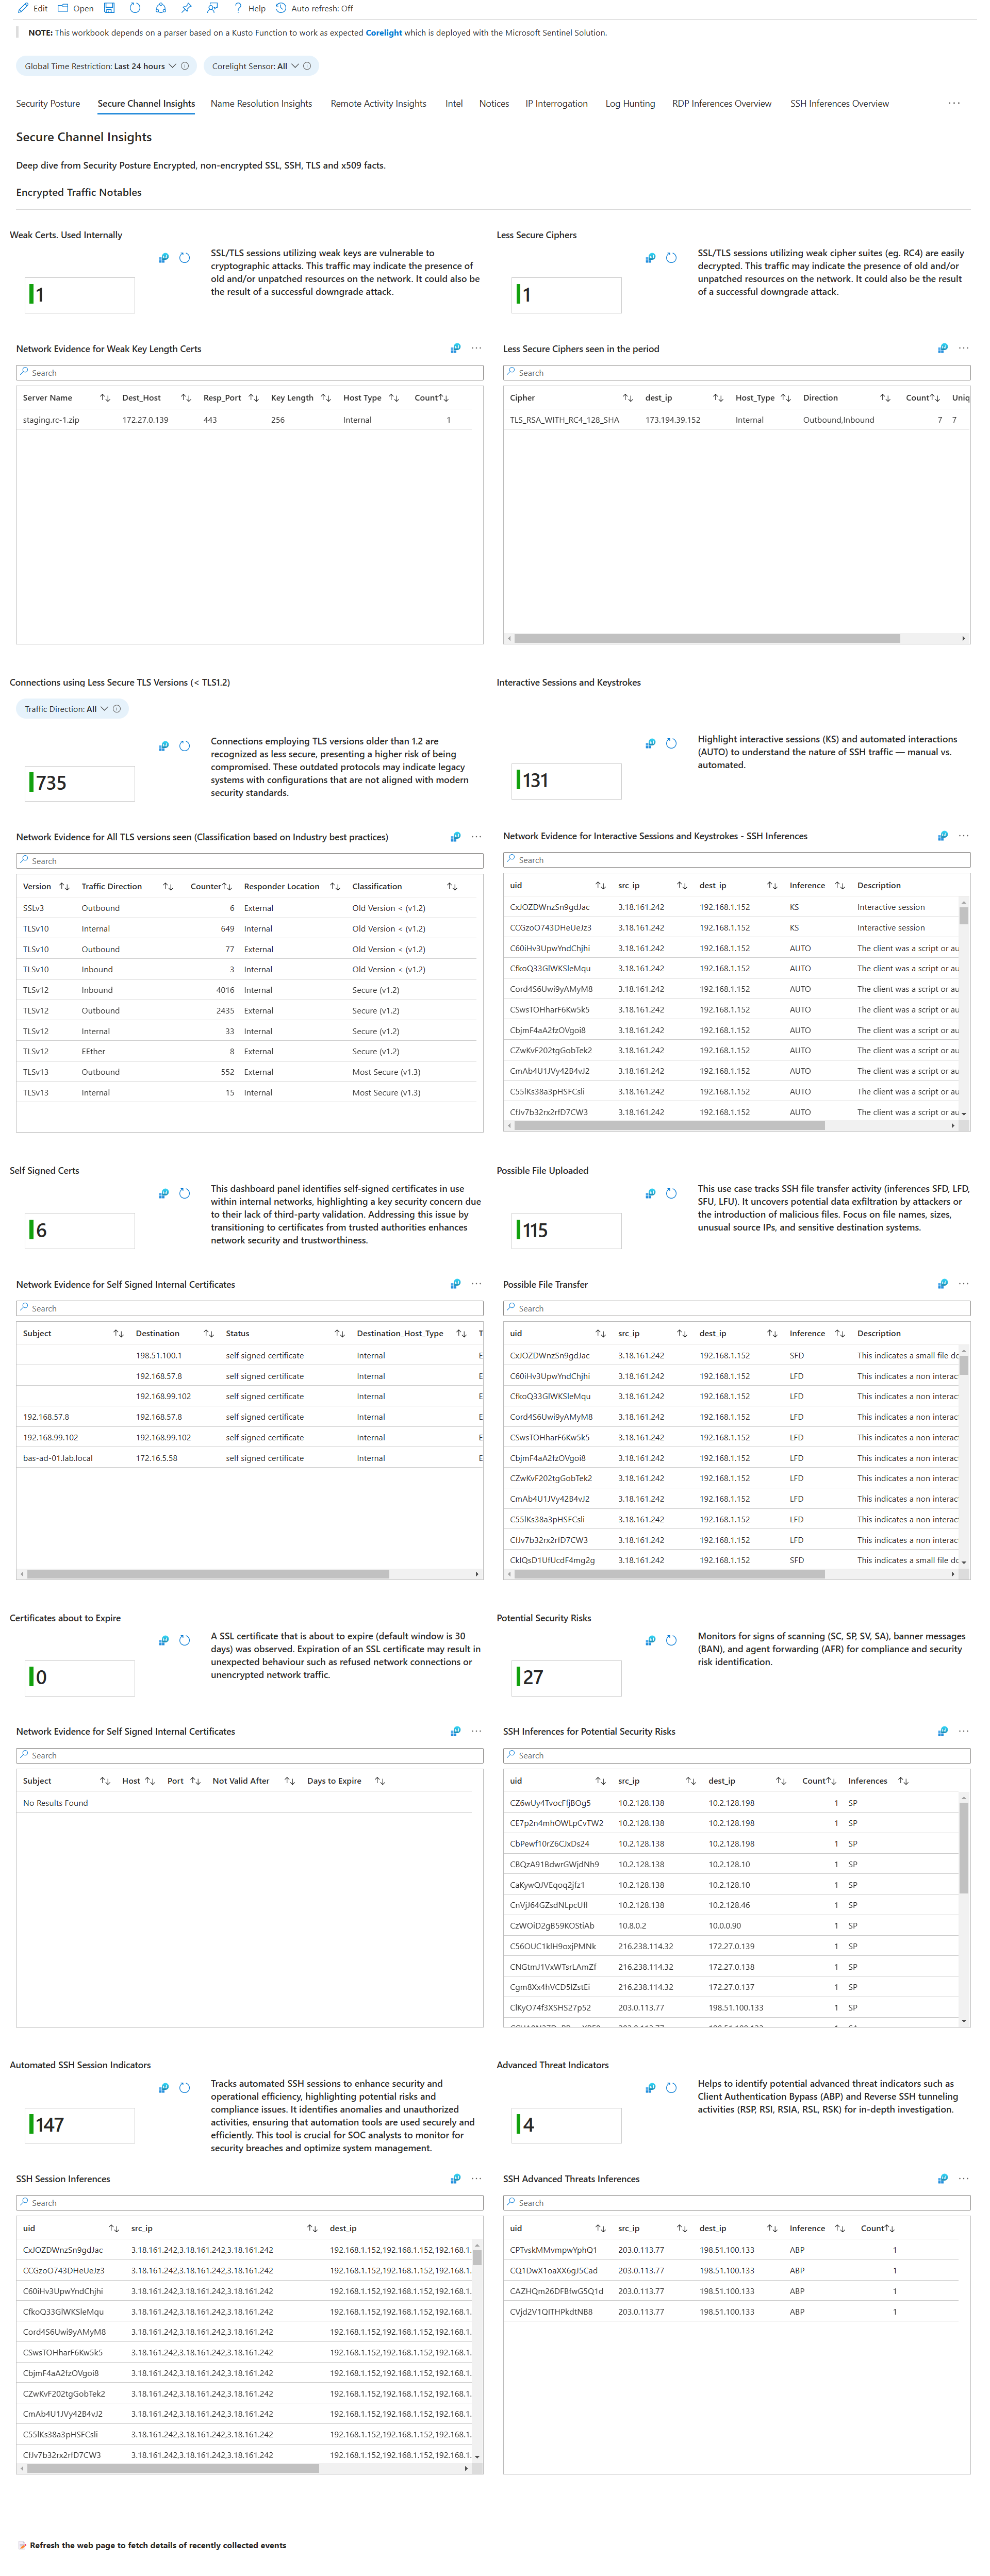 Edit Open Help Auto refresh: Off
NOTE: This workbook depends on a parser based on a Kusto Function to work as expected Corelight which is deployed with the Microsoft Sentinel Solution.
Global Time Restriction: Last 24 hours Corelight Sensor: All
Security Posture Secure Channel Insights Name Resolution Insights Remote Activity Insights Intel Notices IP Interrogation Log Hunting RDP Inferences Overview SSH Inferences Overview ...
Secure Channel Insights
Deep dive from Security Posture Encrypted, non-encrypted SSL, SSH, TLS and x509 facts.
Encrypted Traffic Notables
Weak Certs. Used Internally
SSL/TLS sessions utilizing weak keys are vulnerable to
cryptographic attacks. This traffic may indicate the presence of
old and/or unpatched resources on the network. It could also be
the result of a successful downgrade attack.
1
Less Secure Ciphers
SSL/TLS sessions utilizing weak cipher suites (eg. RC4) are easily
decrypted. This traffic may indicate the presence of old and/or
unpatched resources on the network. It could also be the result
of a successful downgrade attack.
1
Network Evidence for Weak Key Length Certs
Search
Server Name Dest_Host Resp_Port Key Length Host Type Count
staging.rc-1.zip 172.27.0.139 443 256 Internal 1
Less Secure Ciphers seen in the period
Search
Cipher dest_ip Host_Type Direction Count Uniq
TLS_RSA_WITH_RC4_128_SHA 173.194.39.152 Internal Outbound,Inbound 7 7
Connections using Less Secure TLS Versions (< TLS1.2)
Traffic Direction: All
Connections employing TLS versions older than 1.2 are
recognized as less secure, presenting a higher risk of being
compromised. These outdated protocols may indicate legacy
systems with configurations that are not aligned with modern
security standards.
735
Interactive Sessions and Keystrokes
Highlight interactive sessions (KS) and automated interactions
(AUTO) to understand the nature of SSH traffic — manual vs.
automated.
131
Network Evidence for All TLS versions seen (Classification based on Industry best practices)
Search
Version Traffic Direction Counter Responder Location Classification
SSLv3 Outbound 6 External Old Version < (v1.2)
TLSv10 Internal 649 Internal Old Version < (v1.2)
TLSv10 Outbound 77 External Old Version < (v1.2)
TLSv10 Inbound 3 Internal Old Version < (v1.2)
TLSv12 Inbound 4016 Internal Secure (v1.2)
TLSv12 Outbound 2435 External Secure (v1.2)
TLSv12 Internal 33 Internal Secure (v1.2)
TLSv12 EEther 8 External Secure (v1.2)
TLSv13 Outbound 552 External Most Secure (v1.3)
TLSv13 Internal 15 Internal Most Secure (v1.3)
Network Evidence for Interactive Sessions and Keystrokes - SSH Inferences
Search
uid src_ip dest_ip Inference Description
CxJOZDWnzSn9gdJac 3.18.161.242 192.168.1.152 KS Interactive session
CCGzoO743DHeUeJz3 3.18.161.242 192.168.1.152 KS Interactive session
C60iHv3UpwYndChjhi 3.18.161.242 192.168.1.152 AUTO The client was a script or au
CfkoQ33GlWKSleMqu 3.18.161.242 192.168.1.152 AUTO The client was a script or au
Cord4S6Uwi9yAMyM8 3.18.161.242 192.168.1.152 AUTO The client was a script or au
CSwsTOHharF6Kw5k5 3.18.161.242 192.168.1.152 AUTO The client was a script or au
CbjmF4aA2fzOVgoi8 3.18.161.242 192.168.1.152 AUTO The client was a script or au
CZwKvF202tgGobTek2 3.18.161.242 192.168.1.152 AUTO The client was a script or au
CmAb4U1JVy42B4vJ2 3.18.161.242 192.168.1.152 AUTO The client was a script or au
C55lKs38a3pHSFCsli 3.18.161.242 192.168.1.152 AUTO The client was a script or au
CfJv7b32rx2rfD7CW3 3.18.161.242 192.168.1.152 AUTO The client was a script or au
Self Signed Certs
This dashboard panel identifies self-signed certificates in use
within internal networks, highlighting a key security concern due
to their lack of third-party validation. Addressing this issue by
transitioning to certificates from trusted authorities enhances
network security and trustworthiness.
6
Possible File Uploaded
This use case tracks SSH file transfer activity (inferences SFD, LFD,
SFU, LFU). It uncovers potential data exfiltration by attackers or
the introduction of malicious files. Focus on file names, sizes,
unusual source IPs, and sensitive destination systems.
115
Network Evidence for Self Signed Internal Certificates
Search
Subject Destination Status Destination_Host_Type T
198.51.100.1 self signed certificate Internal E
192.168.57.8 self signed certificate Internal E
192.168.99.102 self signed certificate Internal E
192.168.57.8 192.168.57.8 self signed certificate Internal E
192.168.99.102 192.168.99.102 self signed certificate Internal E
bas-ad-01.lab.local 172.16.5.58 self signed certificate Internal E
Possible File Transfer
Search
uid src_ip dest_ip Inference Description
CxJOZDWnzSn9gdJac 3.18.161.242 192.168.1.152 SFD This indicates a small file dc
C60iHv3UpwYndChjhi 3.18.161.242 192.168.1.152 LFD This indicates a non interac
CfkoQ33GlWKSleMqu 3.18.161.242 192.168.1.152 LFD This indicates a non interac
Cord4S6Uwi9yAMyM8 3.18.161.242 192.168.1.152 LFD This indicates a non interac
CSwsTOHharF6Kw5k5 3.18.161.242 192.168.1.152 LFD This indicates a non interac
CbjmF4aA2fzOVgoi8 3.18.161.242 192.168.1.152 LFD This indicates a non interac
CZwKvF202tgGobTek2 3.18.161.242 192.168.1.152 LFD This indicates a non interac
CmAb4U1JVy42B4vJ2 3.18.161.242 192.168.1.152 LFD This indicates a non interac
C55lKs38a3pHSFCsli 3.18.161.242 192.168.1.152 LFD This indicates a non interac
CfJv7b32rx2rfD7CW3 3.18.161.242 192.168.1.152 LFD This indicates a non interac
CklQsD1UfUcdF4mg2g 3.18.161.242 192.168.1.152 SFD This indicates a small file dc
Certificates about to Expire
A SSL certificate that is about to expire (default window is 30
days) was observed. Expiration of an SSL certificate may result in
unexpected behaviour such as refused network connections or
unencrypted network traffic.
0
Potential Security Risks
Monitors for signs of scanning (SC, SP, SV, SA), banner messages
(BAN), and agent forwarding (AFR) for compliance and security
risk identification.
27
Network Evidence for Self Signed Internal Certificates
Search
Subject Host Port Not Valid After Days to Expire
No Results Found
SSH Inferences for Potential Security Risks
Search
uid src_ip dest_ip Count Inferences
CZ6wUy4TvocFfjBOg5 10.2.128.138 10.2.128.198 1 SP
CE7p2n4mhOWLpCvTW2 10.2.128.138 10.2.128.198 1 SP
CbPewf10rZ6CJxDs24 10.2.128.138 10.2.128.198 1 SP
CBQzA91BdwrGWjdNh9 10.2.128.138 10.2.128.10 1 SP
CaKywQJVEqoq2jfz1 10.2.128.138 10.2.128.10 1 SP
CnVjJ64GZsdNLpcUfl 10.2.128.138 10.2.128.46 1 SP
CzWOiD2gB59KOStiAb 10.8.0.2 10.0.0.90 1 SP
C56OUC1klH9oxjPMNk 216.238.114.32 172.27.0.139 1 SP
CNGtmJ1VxWTsrLAmZf 216.238.114.32 172.27.0.138 1 SP
Cgm8Xx4hVCD5lZstEi 216.238.114.32 172.27.0.137 1 SP
ClKyO74f3XSHS27p52 203.0.113.77 198.51.100.133 1 SP
Automated SSH Session Indicators
Tracks automated SSH sessions to enhance security and
operational efficiency, highlighting potential risks and
compliance issues. It identifies anomalies and unauthorized
activities, ensuring that automation tools are used securely and
efficiently. This tool is crucial for SOC analysts to monitor for
security breaches and optimize system management.
147
Advanced Threat Indicators
Helps to identify potential advanced threat indicators such as
Client Authentication Bypass (ABP) and Reverse SSH tunneling
activities (RSP, RSI, RSIA, RSL, RSK) for in-depth investigation.
4
SSH Session Inferences
Search
uid src_ip dest_ip
CxJOZDWnzSn9gdJac 3.18.161.242,3.18.161.242,3.18.161.242 192.168.1.152,192.168.1.152,192.168.1.
CCGzoO743DHeUeJz3 3.18.161.242,3.18.161.242,3.18.161.242 192.168.1.152,192.168.1.152,192.168.1.
C60iHv3UpwYndChjhi 3.18.161.242,3.18.161.242,3.18.161.242 192.168.1.152,192.168.1.152,192.168.1.
CfkoQ33GlWKSleMqu 3.18.161.242,3.18.161.242,3.18.161.242 192.168.1.152,192.168.1.152,192.168.1.
Cord4S6Uwi9yAMyM8 3.18.161.242,3.18.161.242,3.18.161.242 192.168.1.152,192.168.1.152,192.168.1.
CSwsTOHharF6Kw5k5 3.18.161.242,3.18.161.242,3.18.161.242 192.168.1.152,192.168.1.152,192.168.1.
CbjmF4aA2fzOVgoi8 3.18.161.242,3.18.161.242,3.18.161.242 192.168.1.152,192.168.1.152,192.168.1.
CZwKvF202tgGobTek2 3.18.161.242,3.18.161.242,3.18.161.242 192.168.1.152,192.168.1.152,192.168.1.
CmAb4U1JVy42B4vJ2 3.18.161.242,3.18.161.242,3.18.161.242 192.168.1.152,192.168.1.152,192.168.1.
C55lKs38a3pHSFCsli 3.18.161.242,3.18.161.242,3.18.161.242 192.168.1.152,192.168.1.152,192.168.1.
CfJv7b32rx2rfD7CW3 3.18.161.242,3.18.161.242,3.18.161.242 192.168.1.152,192.168.1.152,192.168.1.
SSH Advanced Threats Inferences
Search
uid src_ip dest_ip Inference Count
CPTvskMMvmpwYphQ1 203.0.113.77 198.51.100.133 ABP 1
CQ1DwX1oaXX6gJ5Cad 203.0.113.77 198.51.100.133 ABP 1
CAZHQm26DFBfwG5Q1d 203.0.113.77 198.51.100.133 ABP 1
CVjd2V1QITHPkdtNB8 203.0.113.77 198.51.100.133 ABP 1
Refresh the web page to fetch details of recently collected events